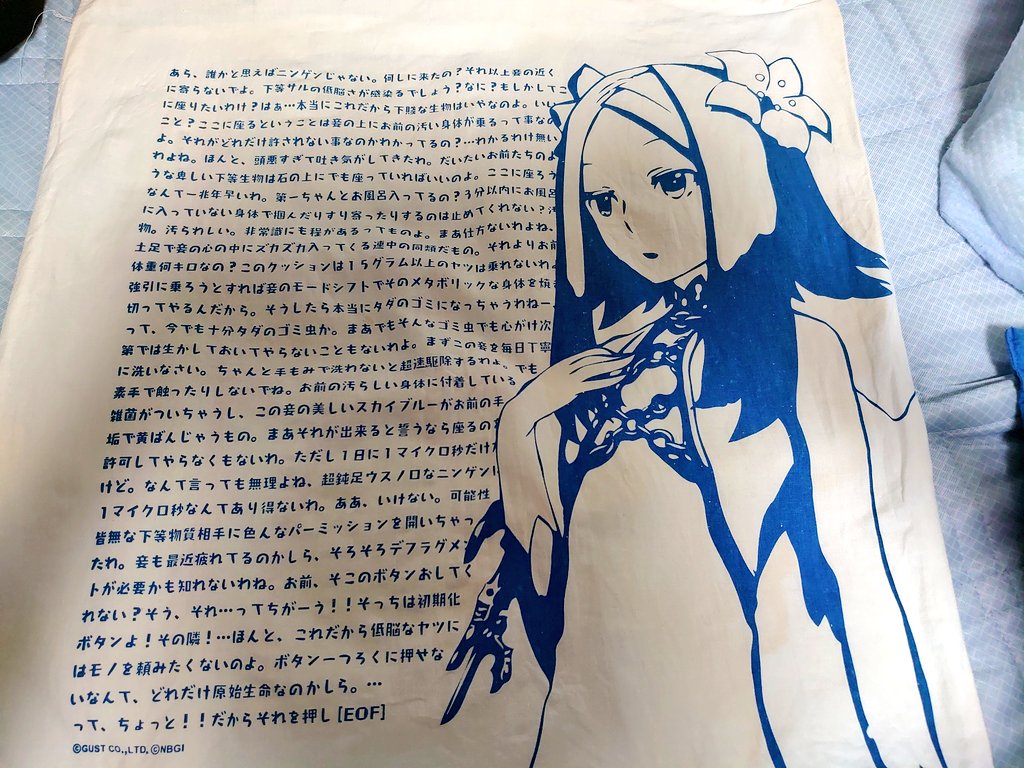 あら、誰かと思えばニンゲンじゃない。何しに来たの?それ以上妾の近く
に寄らないでよ。下等サルの低脳さが感染るでしょう?なに?もしかしてこ
に座りたいわけ?はぁ…本当にこれだから下賤な生物はいやなのよ。いい
こと?ここに座るということは妾の上にお前の汚い身体が乗るって事なの
よ。それがどれだけ許されない事なのかわかってるの?…わかるわけ無い
わよね。ほんと、頭悪すぎて吐き気がしてきたわ。だいたいお前たちのよ
うな卑しい下等生物は石の上にでも座っていればいいのよ。ここに座ろう
なんて一兆年早いわ。第一ちゃんとお風呂入ってるの?3分以内にお風呂
に入っていない身体で掴んだりすり寄ったりするのは止めてくれない?汚
物。汚らわしい。非常識にも程があるってものよ。まあ仕方ないわよね、
土足で妾の心の中にズカズカ入ってくる連中の同類だもの。それよりお前
体重何キロなの?このクッションは15グラム以上のヤツは乗れないわよ
強引に乗ろうとすれば妾のモードシフトでそのメタボリックな身体を焼き
切ってやるんだから。そうしたら本当にタダのゴミになっちゃうわねー
って、今でも十分タダのゴミ虫か。まあでもそんなゴミ虫でも心がけ次
第では生かしておいてやらないこともないわよ。まずこの妾を毎日丁寧
に洗いなさい。ちゃんと手もみで洗わないと超速駆除するわよ。でも
素手で触ったりしないでね。お前の汚らしい身体に付着している
雑菌がついちゃうし、この妾の美しいスカイブルーがお前の手
垢で黄ばんじゃうもの。まあそれが出来ると誓うなら座るのを
許可してやらなくもないわ。ただし1日に1マイクロ秒だけだ
けど。なんて言っても無理よね、超鈍足ウスノロなニンゲンに
1マイクロ秒なんてあり得ないわ。ああ、いけない。可能性
皆無な下等物質相手に色んなパーミッションを開いちゃっ
たわ。妾も最近疲れてるのかしら、そろそろデフラグメン
トが必要かも知れないわね。お前、そこのボタンおしてく
れない?そう、それ…ってちがーう!!そっちは初期化
ボタンよ!その隣!…ほんと、これだから低脳なヤツに
はモノを頼みたくないのよ。ボタン一つろくに押せな
いなんて、どれだけ原始生命なのかしら。…
って、ちょっと!!だからそれを押し[EOF]
©GUST CO.,LTD. ©NBGI